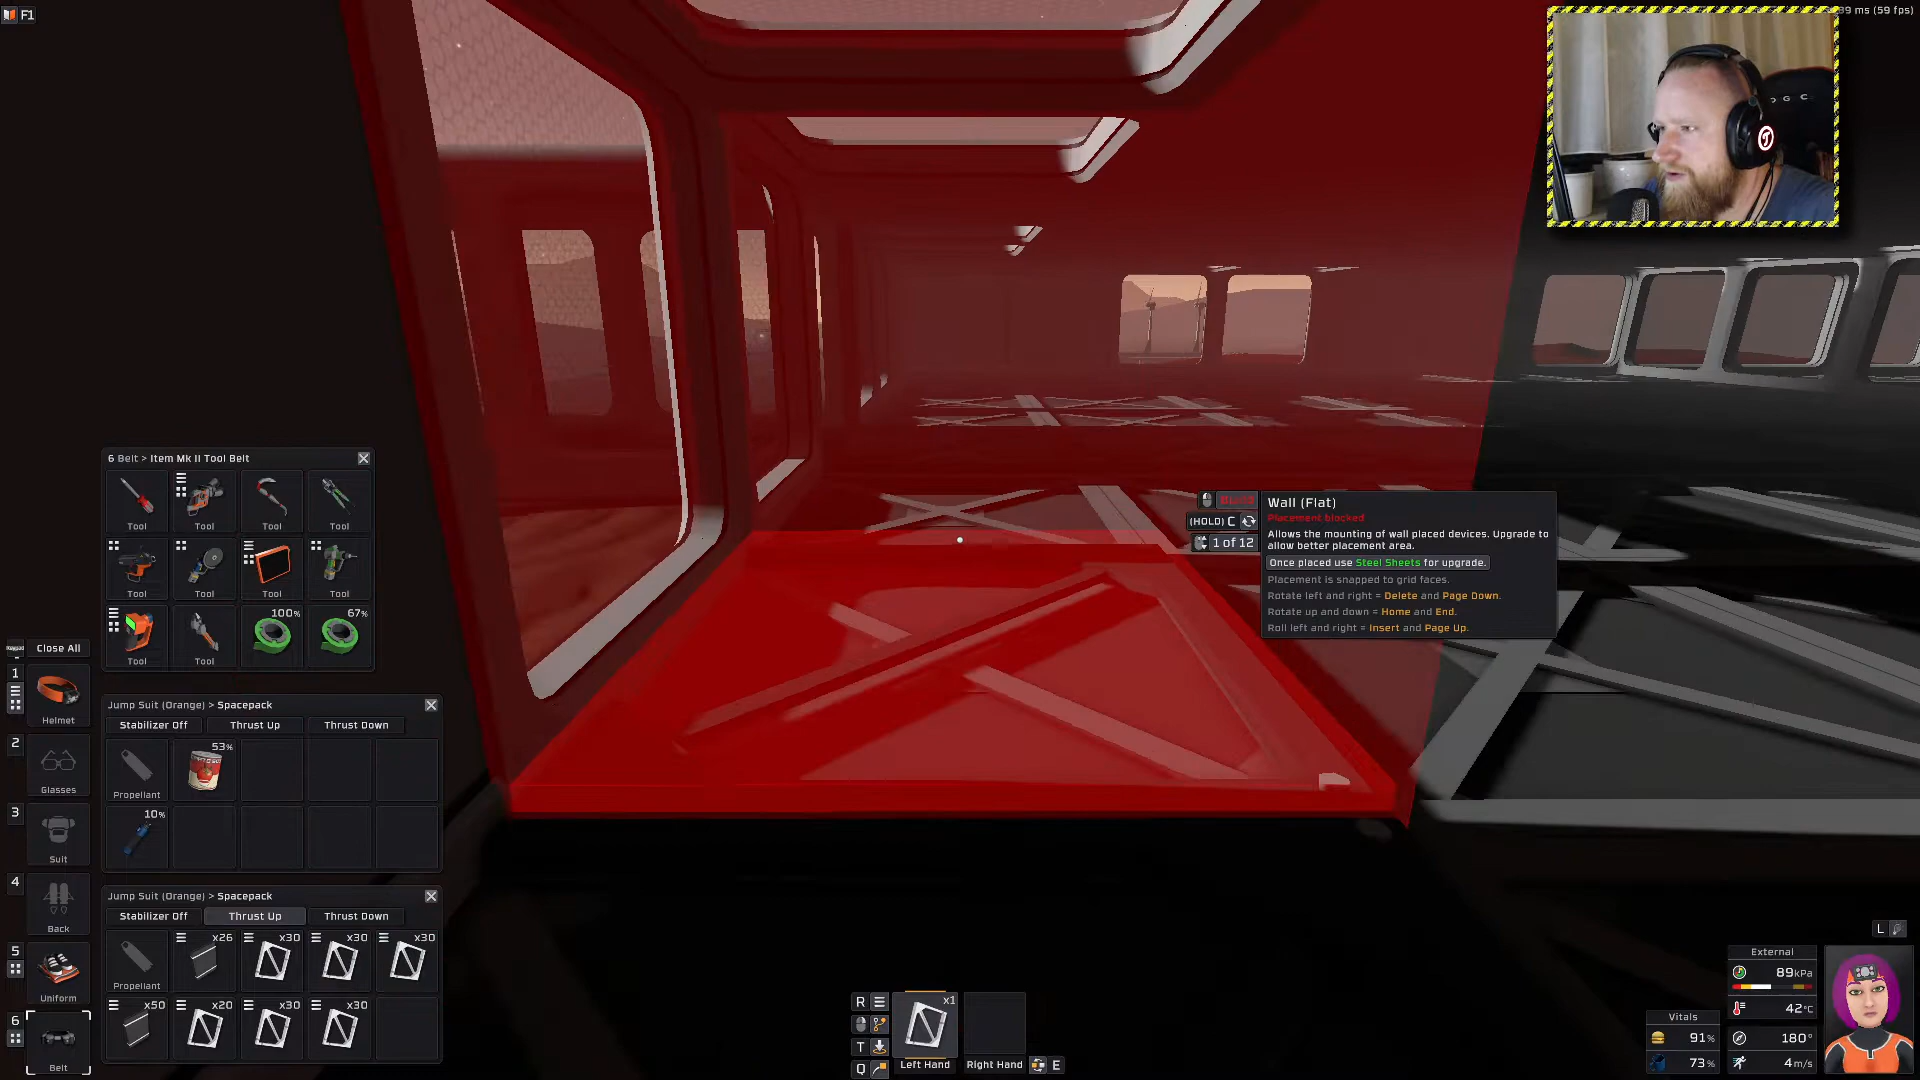 F1
99 ms (59 fps)
6 Belt > Item Mk II Tool Belt
Tool Tool Tool Tool
Tool Tool Tool Tool
100% 67%
Tool Tool
Close All
1
Helmet
2
Glasses
3
Suit
4
Back
5
Uniform
6
Belt
Jump Suit (Orange) > Spacepack
Stabilizer Off Thrust Up Thrust Down
53%
Propellant
10%
Jump Suit (Orange) > Spacepack
Stabilizer Off Thrust Up Thrust Down
x26 x30 x30 x30
Propellant
x50 x20 x30 x30
Build
(HOLD) C
1 of 12
Wall (Flat)
Placement blocked
Allows the mounting of wall placed devices. Upgrade to
allow better placement area.
Once placed use Steel Sheets for upgrade.
Placement is snapped to grid faces.
Rotate left and right = Delete and Page Down.
Rotate up and down = Home and End.
Roll left and right = Insert and Page Up.
R
T
Q
x1
Left Hand
Right Hand
E
L
External
89kPa
42°C
180°
4m/s
Vitals
91%
73%